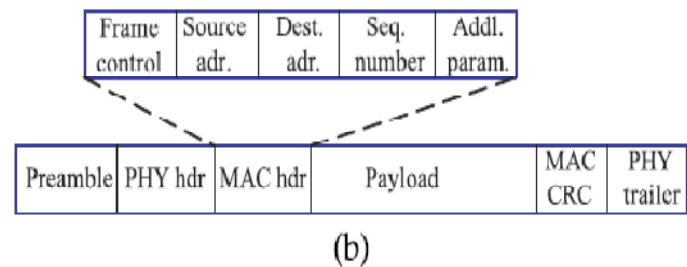 Frame Source Dest. Seq. Addl.
control adr. adr. number param.
Preamble PHY hdr MAC hdr Payload MAC PHY
CRC trailer
(b)